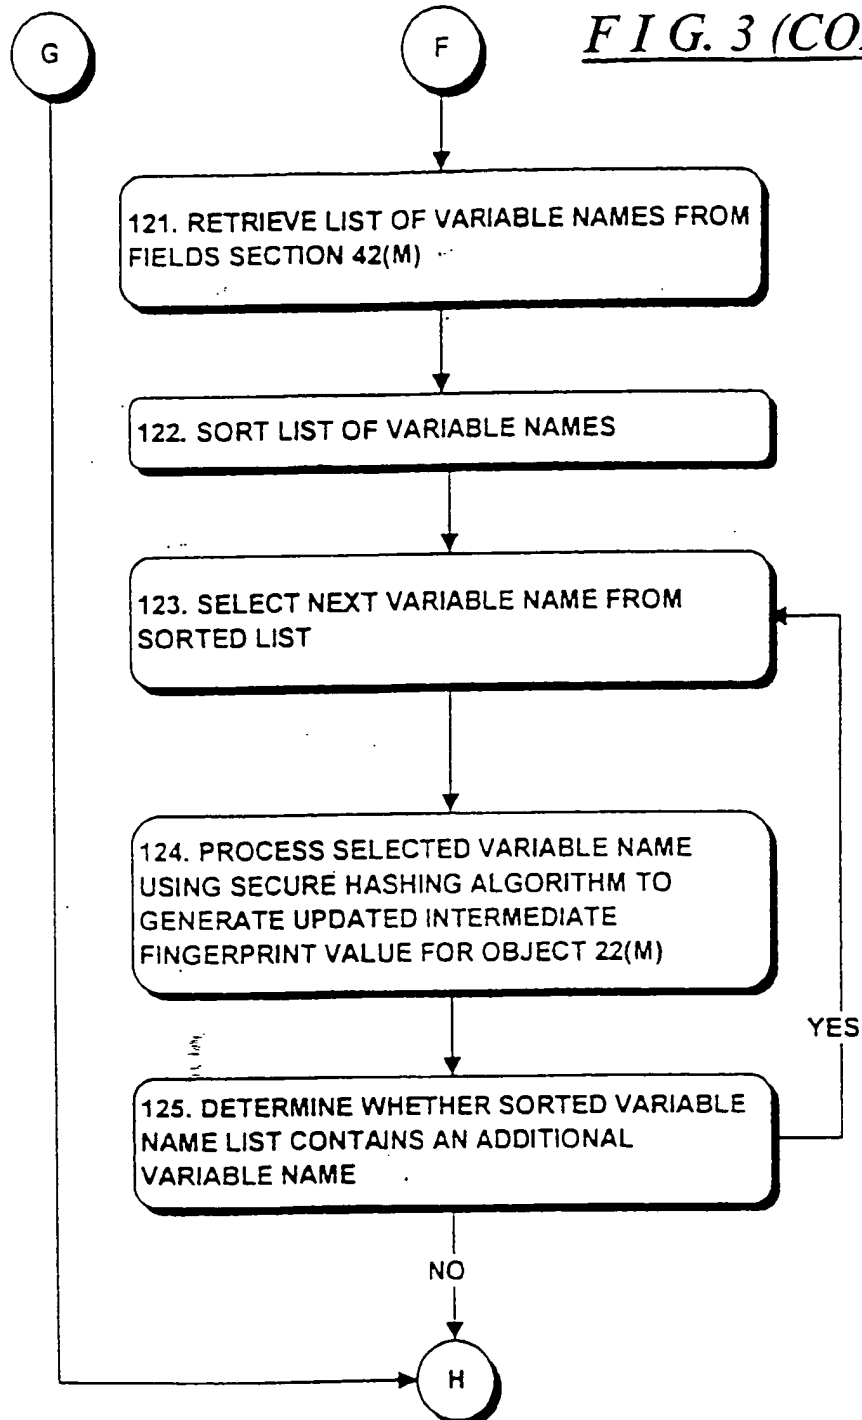 G
F
F I G. 3 (CO
121. RETRIEVE LIST OF VARIABLE NAMES FROM
FIELDS SECTION 42(M)
122. SORT LIST OF VARIABLE NAMES
123. SELECT NEXT VARIABLE NAME FROM
SORTED LIST
124. PROCESS SELECTED VARIABLE NAME
USING SECURE HASHING ALGORITHM TO
GENERATE UPDATED INTERMEDIATE
FINGERPRINT VALUE FOR OBJECT 22(M)
YES
125. DETERMINE WHETHER SORTED VARIABLE
NAME LIST CONTAINS AN ADDITIONAL
VARIABLE NAME
NO
H